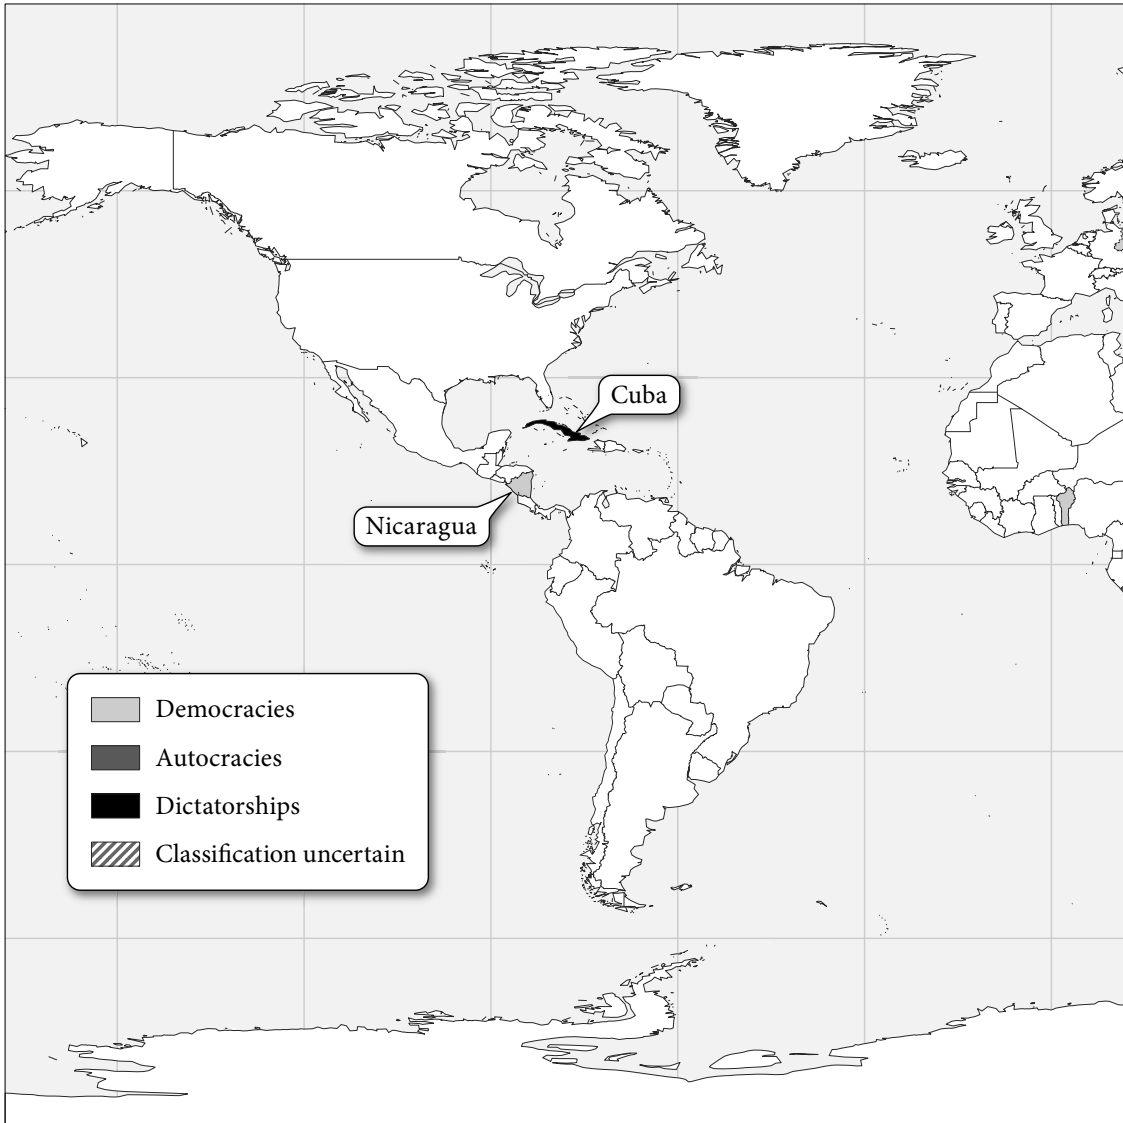 Cuba
Nicaragua
Democracies
Autocracies
Dictatorships
Classification uncertain